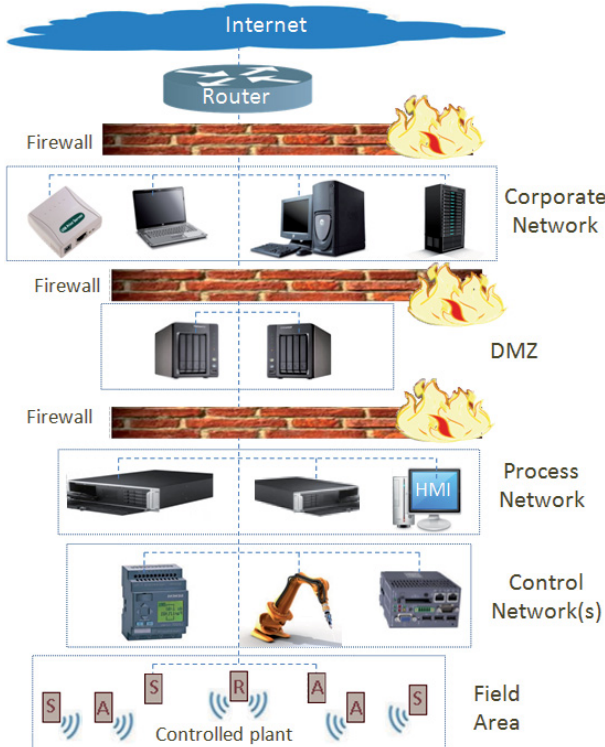 Internet
Router
Firewall
Corporate
Network
Firewall
DMZ
Firewall
HMI
Process
Network
Control
Network(s)
S A S R A A S
Field
Area
Controlled plant